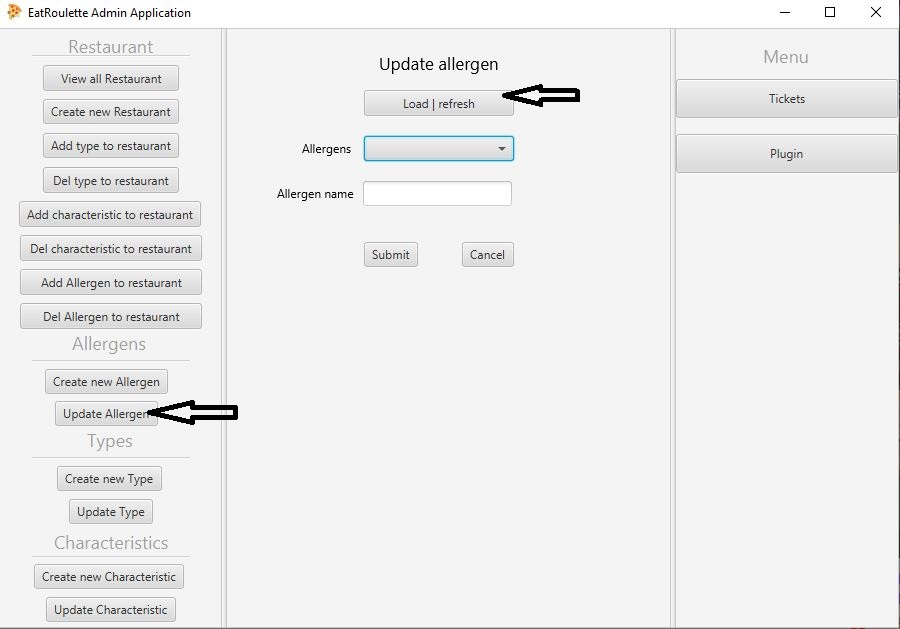 EatRoulette Admin Application
Restaurant
View all Restaurant
Create new Restaurant
Add type to restaurant
Del type to restaurant
Add characteristic to restaurant
Del characteristic to restaurant
Add Allergen to restaurant
Del Allergen to restaurant
Allergens
Create new Allergen
Update Allergen
Types
Create new Type
Update Type
Characteristics
Create new Characteristic
Update Characteristic
Update allergen
Load | refresh
Allergens
Allergen name
Submit Cancel
Menu
Tickets
Plugin